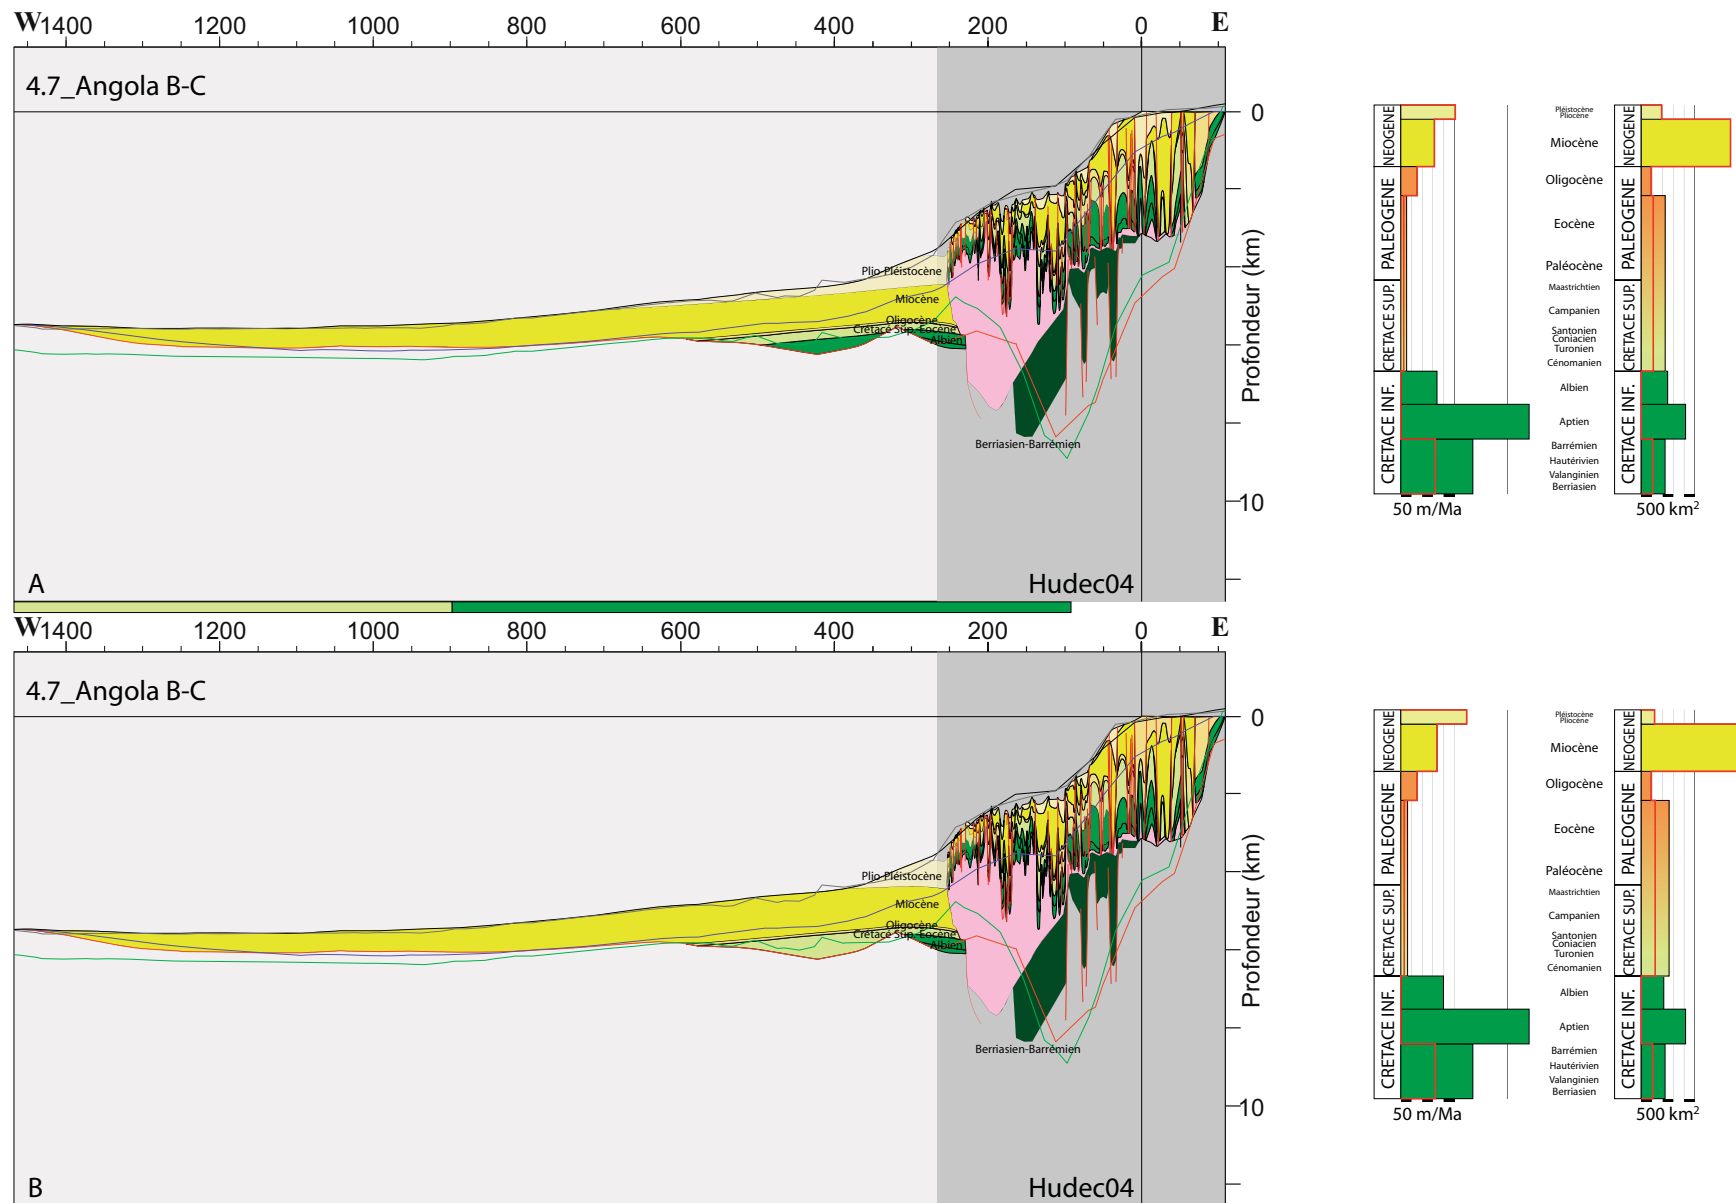 W 1400 1200 1000 800 600 400 200 0 E
4.7_Angola B-C
0
Plio-Pléistocène
Miocène
Oligocène
Crétacé Sup.-Eocène
Albien
Berriasien-Barrémien
Profondeur (km)
10
A
Hudec04
NEOGENE
PALEOGENE
CRETACE SUP.
CRETACE INF.
50 m/Ma
Pléistocène
Pliocène
Miocène
Oligocène
Eocène
Paléocène
Maastrichtien
Campanien
Santonien
Coniacien
Turonien
Cénomanien
Albien
Aptien
Barrémien
Hautérivien
Valanginien
Berriasien
NEOGENE
PALEOGENE
CRETACE SUP.
CRETACE INF.
500 km²
W 1400 1200 1000 800 600 400 200 0 E
4.7_Angola B-C
0
Plio-Pléistocène
Miocène
Oligocène
Crétacé Sup.-Eocène
Albien
Berriasien-Barrémien
Profondeur (km)
10
B
Hudec04
NEOGENE
PALEOGENE
CRETACE SUP.
CRETACE INF.
50 m/Ma
Pléistocène
Pliocène
Miocène
Oligocène
Eocène
Paléocène
Maastrichtien
Campanien
Santonien
Coniacien
Turonien
Cénomanien
Albien
Aptien
Barrémien
Hautérivien
Valanginien
Berriasien
NEOGENE
PALEOGENE
CRETACE SUP.
CRETACE INF.
500 km²